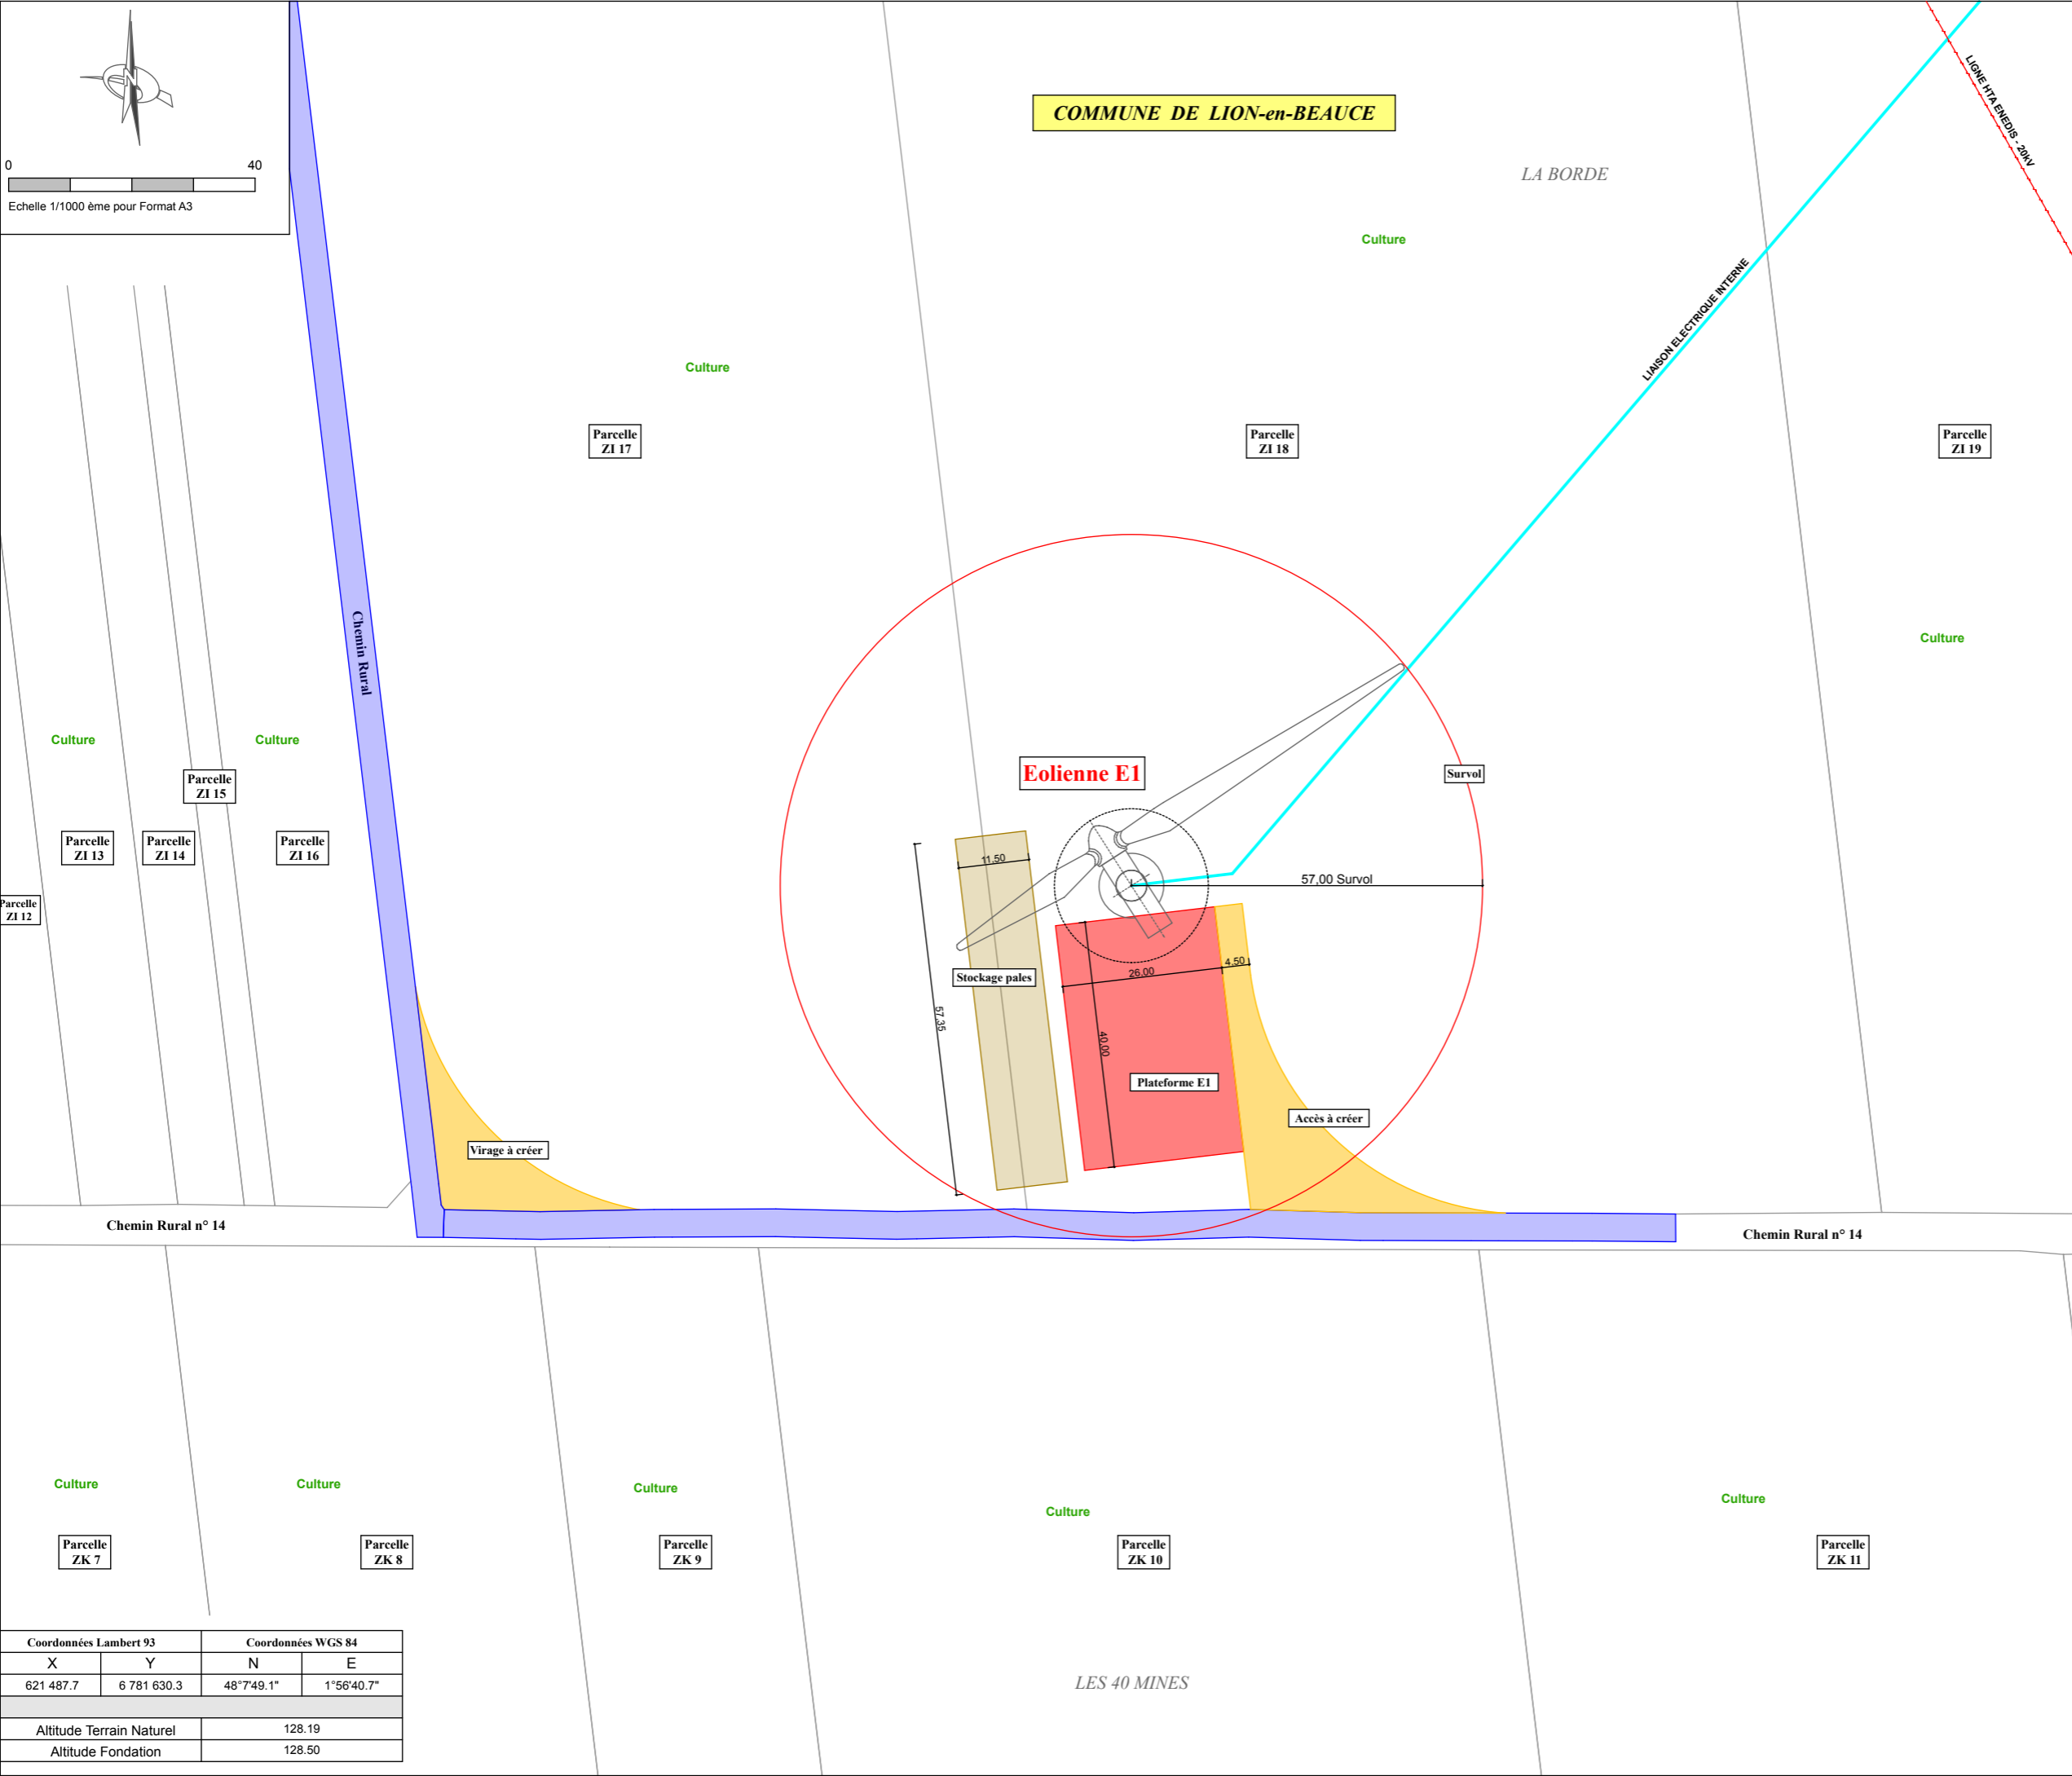 N
0 40
Echelle 1/1000 ème pour Format A3
COMMUNE DE LION-en-BEAUCE
LIGNE HTA ENEDIS - 20kV
LA BORDE
Culture
LIAISON ELECTRIQUE INTERNE
Culture
Parcelle
ZI 17
Parcelle
ZI 18
Parcelle
ZI 19
Chemin Rural
Culture
Culture
Culture
Parcelle
ZI 15
Eolienne E1
Survol
Parcelle
ZI 13
Parcelle
ZI 14
Parcelle
ZI 16
Parcelle
ZI 12
11,50
57,00 Survol
Stockage pales
26,00
4,50
57,35
40,00
Plateforme E1
Accès à créer
Virage à créer
Chemin Rural n° 14
Chemin Rural n° 14
Culture
Culture
Culture
Culture
Culture
Parcelle
ZK 7
Parcelle
ZK 8
Parcelle
ZK 9
Parcelle
ZK 10
Parcelle
ZK 11
LES 40 MINES
Coordonnées Lambert 93 Coordonnées WGS 84
X Y N E
621 487.7 6 781 630.3 48°7'49.1" 1°56'40.7"
Altitude Terrain Naturel 128.19
Altitude Fondation 128.50